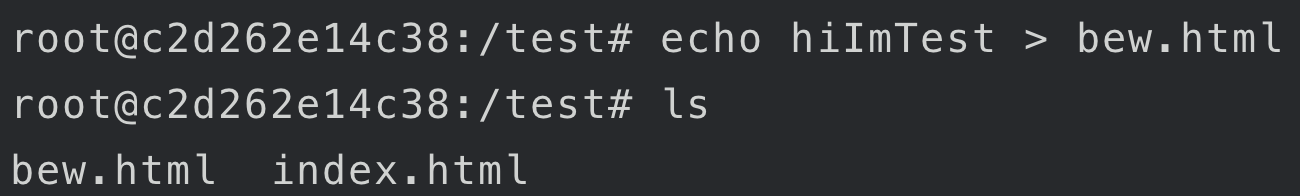 root@c2d262e14c38:/test# echo hiImTest > bew.html
root@c2d262e14c38:/test# ls
bew.html  index.html